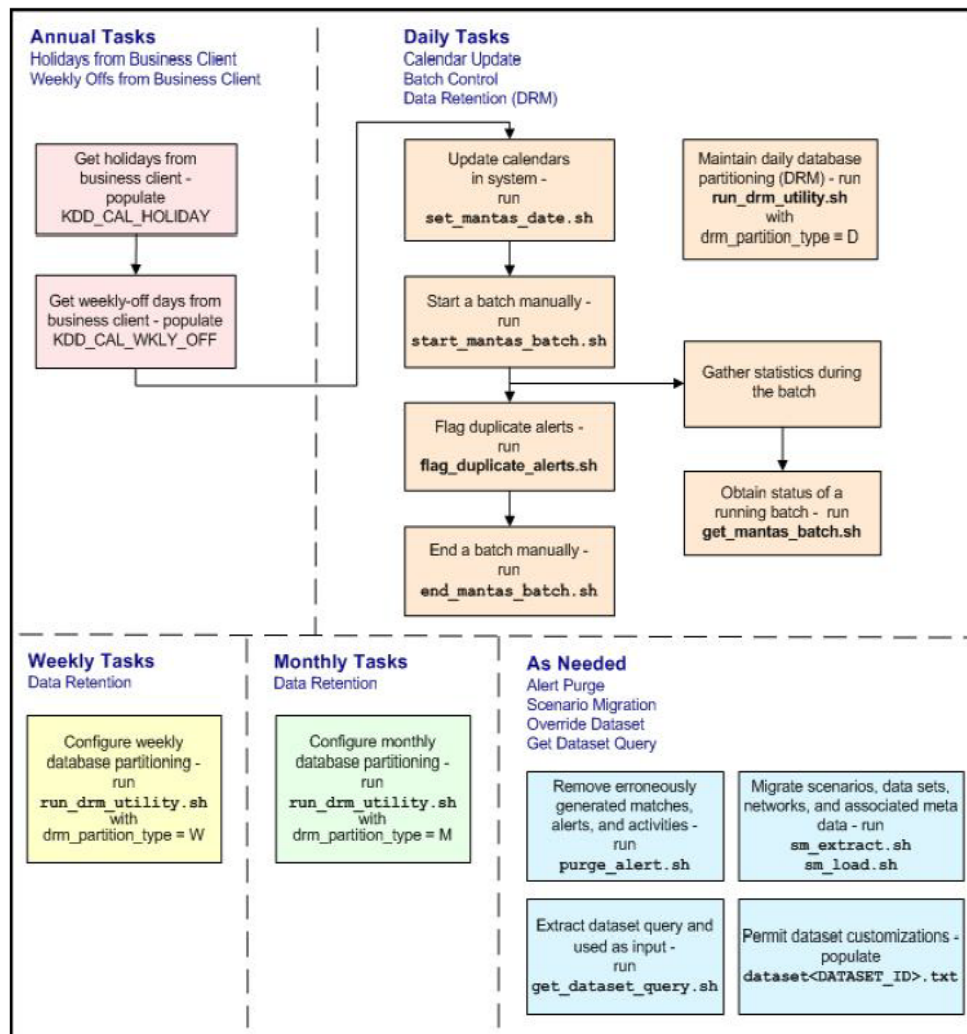 Annual Tasks
Holidays from Business Client
Weekly Offs from Business Client
Get holidays from
business client -
populate
KDD_CAL_HOLIDAY
Get weekly-off days from
business client - populate
KDD_CAL_WKLY_OFF
Daily Tasks
Calendar Update
Batch Control
Data Retention (DRM)
Update calendars
in system -
run
set_mantas_date.sh
Maintain daily database
partitioning (DRM) - run
run_drm_utility.sh
with
drm_partition_type = D
Start a batch manually -
run
start_mantas_batch.sh
Gather statistics during
the batch
Flag duplicate alerts -
run
flag_duplicate_alerts.sh
Obtain status of a
running batch - run
get_mantas_batch.sh
End a batch manually -
run
end_mantas_batch.sh
Weekly Tasks
Data Retention
Configure weekly
database partitioning -
run
run_drm_utility.sh
with
drm_partition_type = W
Monthly Tasks
Data Retention
Configure monthly
database partitioning -
run
run_drm_utility.sh
with
drm_partition_type = M
As Needed
Alert Purge
Scenario Migration
Override Dataset
Get Dataset Query
Remove erroneously
generated matches,
alerts, and activities -
run
purge_alert.sh
Migrate scenarios, data sets,
networks, and associated meta
data - run
sm_extract.sh
sm_load.sh
Extract dataset query and
used as input -
run
get_dataset_query.sh
Permit dataset customizations -
populate
dataset<DATASET_ID>.txt